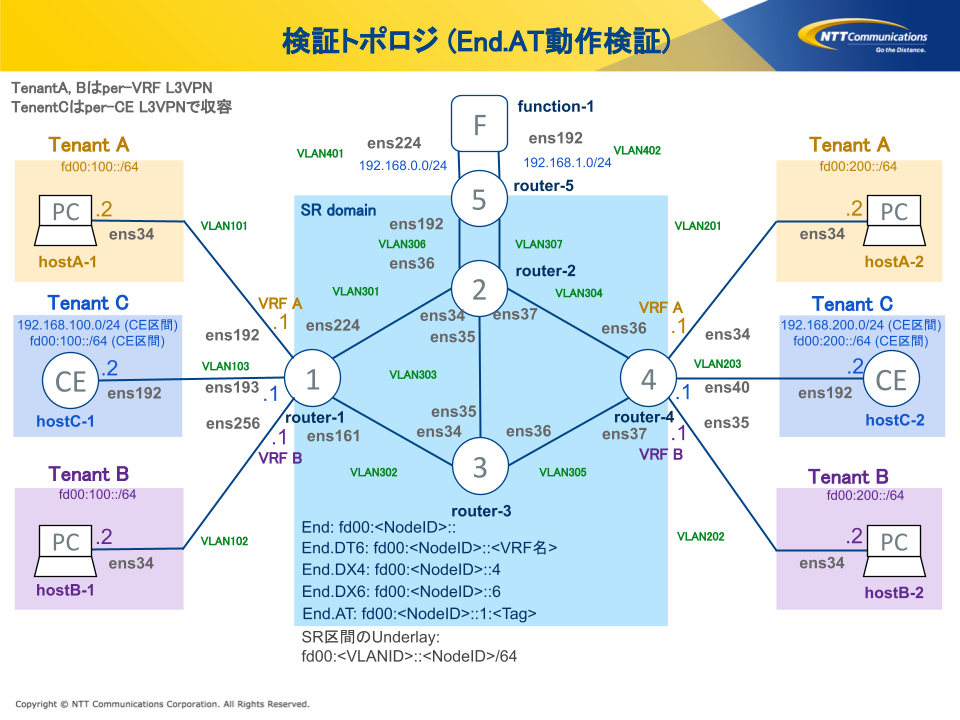 検証トポロジ (End.AT動作検証)
NTT Communications
Go the Distance.
TenantA, Bはper-VRF L3VPN
TenentCはper-CE L3VPNで収容
F
function-1
ens224
ens192
VLAN401
VLAN402
192.168.0.0/24
192.168.1.0/24
5
router-5
Tenant A
fd00:100::/64
PC
.2
ens34
hostA-1
VLAN101
Tenant C
192.168.100.0/24 (CE区間)
fd00:100::/64 (CE区間)
CE
.2
ens192
hostC-1
VLAN103
Tenant B
fd00:100::/64
PC
.2
ens34
hostB-1
VLAN102
SR domain
ens192
VLAN306
VLAN307
ens36
2
router-2
VLAN301
VLAN304
VRF A
.1
ens192
ens224
ens34
ens35
ens37
ens36
VRF A
.1
ens34
1
router-1
ens193
.1
ens256
.1
VRF B
ens161
VLAN303
4
router-4
ens40
.1
ens35
.1
VRF B
ens37
ens35
ens34
ens36
3
router-3
VLAN302
VLAN305
Tenant A
fd00:200::/64
PC
.2
ens34
hostA-2
VLAN201
Tenant C
192.168.200.0/24 (CE区間)
fd00:200::/64 (CE区間)
CE
.2
ens192
hostC-2
VLAN203
Tenant B
fd00:200::/64
PC
.2
ens34
hostB-2
VLAN202
End: fd00:<NodeID>::
End.DT6: fd00:<NodeID>::<VRF名>
End.DX4: fd00:<NodeID>::4
End.DX6: fd00:<NodeID>::6
End.AT: fd00:<NodeID>::1:<Tag>
SR区間のUnderlay:
fd00:<VLANID>::<NodeID>/64
Copyright © NTT Communications Corporation. All Rights Reserved.